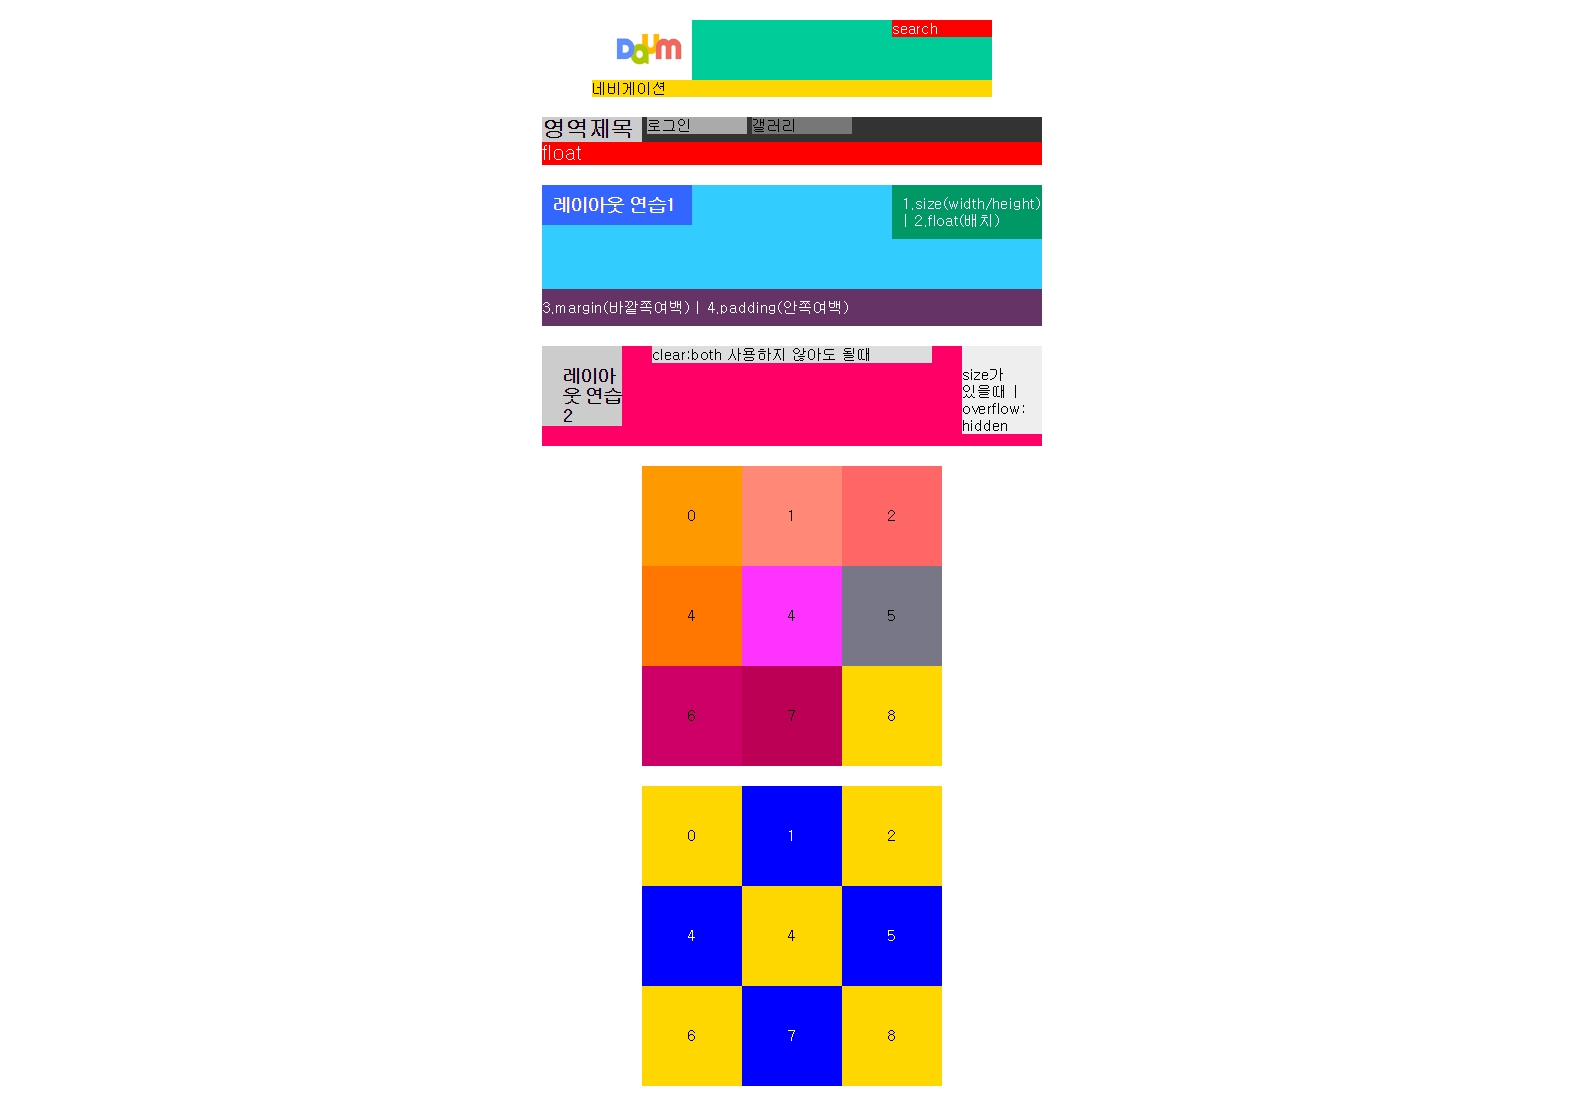 Daum
search
네비게이션
영역제목 로그인 갤러리
float
레이아웃 연습1
1.size(width/height)
| 2.float(배치)
3.margin(바깥쪽여백) | 4.padding(안쪽여백)
레이아
웃 연습
2
clear:both 사용하지 않아도 될때
size가
있을때 |
overflow:
hidden
0 1 2
4 4 5
6 7 8
0 1 2
4 4 5
6 7 8